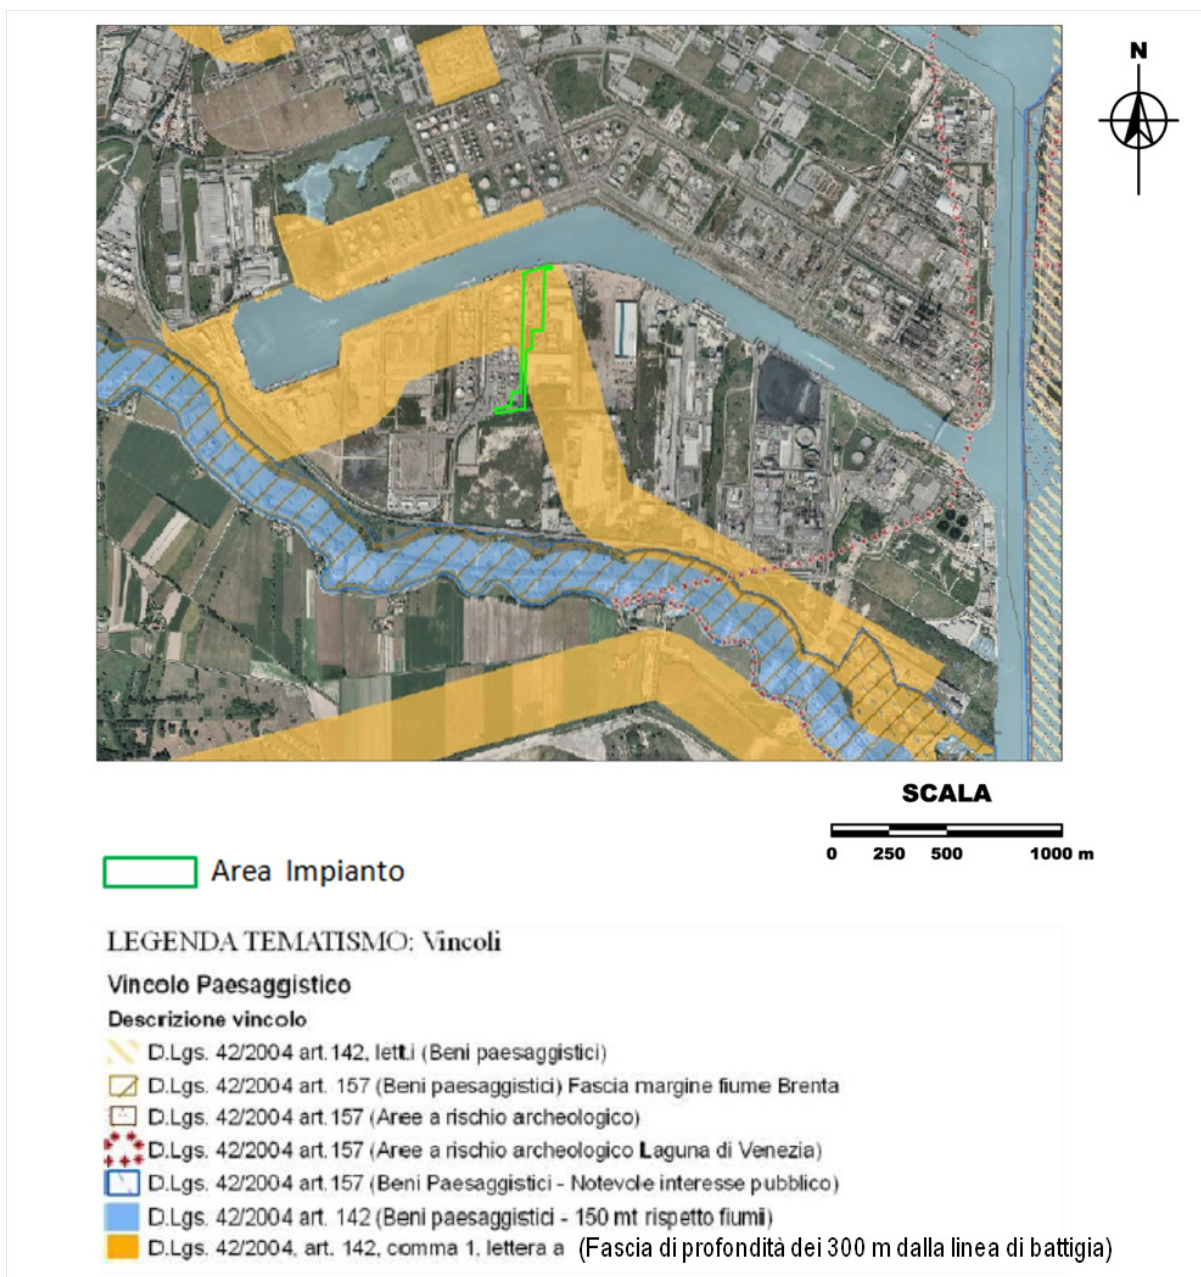 N
SCALA
0 250 500 1000 m
Area Impianto
LEGENDA TEMATISMO: Vincoli
Vincolo Paesaggistico
Descrizione vincolo
D.Lgs. 42/2004 art. 142, lett.i (Beni paesaggistici)
D.Lgs. 42/2004 art. 157 (Beni paesaggistici) Fascia margine fiume Brenta
D.Lgs. 42/2004 art. 157 (Aree a rischio archeologico)
D.Lgs. 42/2004 art. 157 (Aree a rischio archeologico Laguna di Venezia)
D.Lgs. 42/2004 art. 157 (Beni Paesaggistici - Notevole interesse pubblico)
D.Lgs. 42/2004 art. 142 (Beni paesaggistici - 150 mt rispetto fiumii)
D.Lgs. 42/2004, art. 142, comma 1, lettera a (Fascia di profondità dei 300 m dalla linea di battigia)